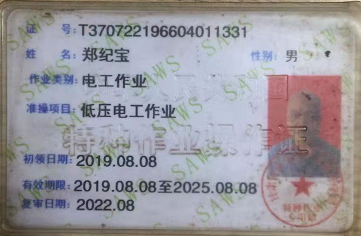 证 号 T370722196604011331
姓 名 郑纪宝 性别: 男
作业类别: 电工作业
准操项目: 低压电工作业
特种作业操作证
初领日期: 2019.08.08
有效期限: 2019.08.08至2025.08.08
复审日期: 2022.08
SAWS